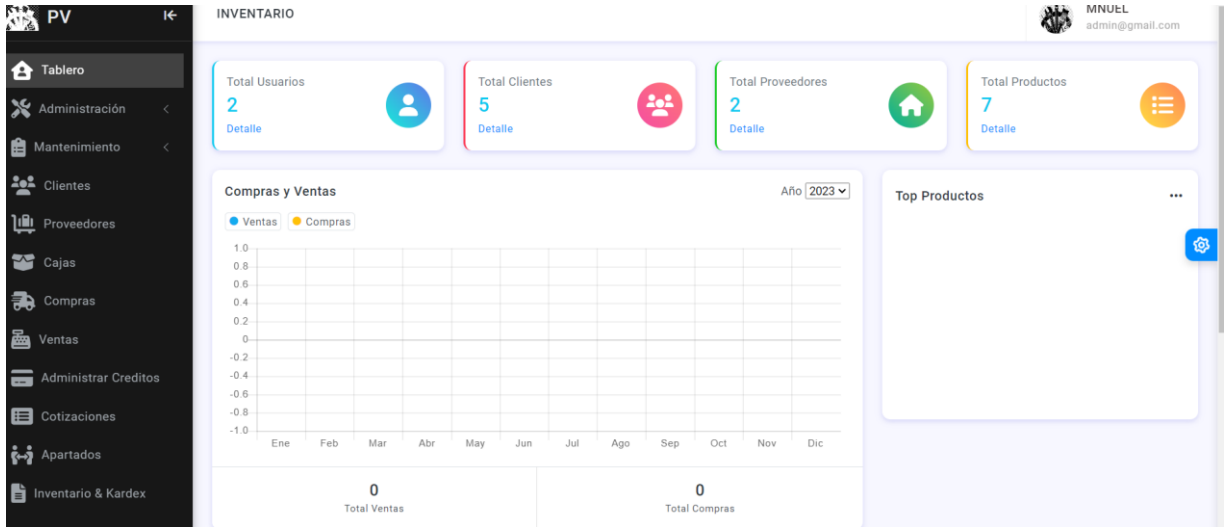 PV
INVENTARIO
MNUEL
admin@gmail.com
Tablero
Administración
Mantenimiento
Clientes
Proveedores
Cajas
Compras
Ventas
Administrar Creditos
Cotizaciones
Apartados
Inventario & Kardex
Total Usuarios
2
Detalle
Total Clientes
5
Detalle
Total Proveedores
2
Detalle
Total Productos
7
Detalle
Compras y Ventas
Año 2023
Ventas Compras
1.0
0.8
0.6
0.4
0.2
0
-0.2
-0.4
-0.6
-0.8
-1.0
Ene Feb Mar Abr May Jun Jul Ago Sep Oct Nov Dic
0
Total Ventas
0
Total Compras
Top Productos